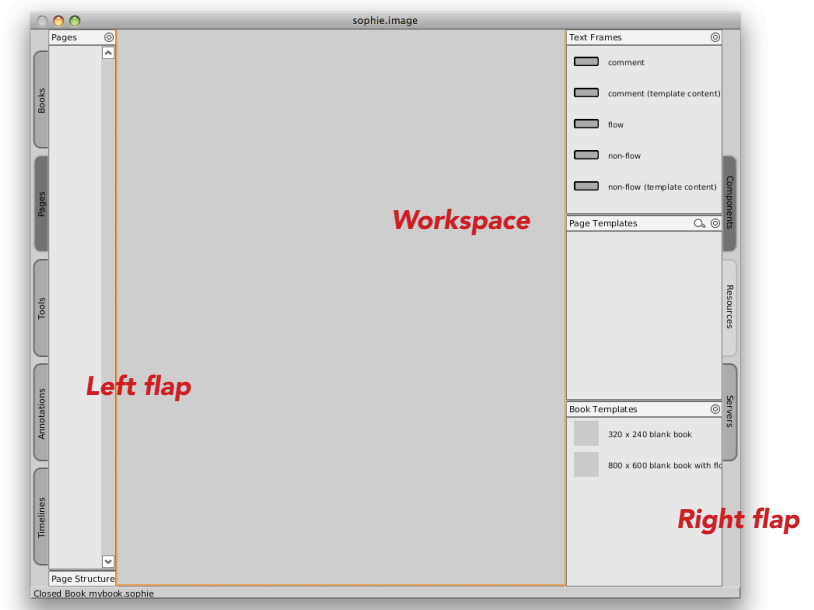 sophie.image
Pages
Books
Pages
Tools
Annotations
Timelines
Page Structure
Closed Book mybook.sophie
Left flap
Workspace
Text Frames
comment
comment (template content)
flow
non-flow
non-flow (template content)
Page Templates
Book Templates
320 x 240 blank book
800 x 600 blank book with flo
Components
Resources
Servers
Right flap